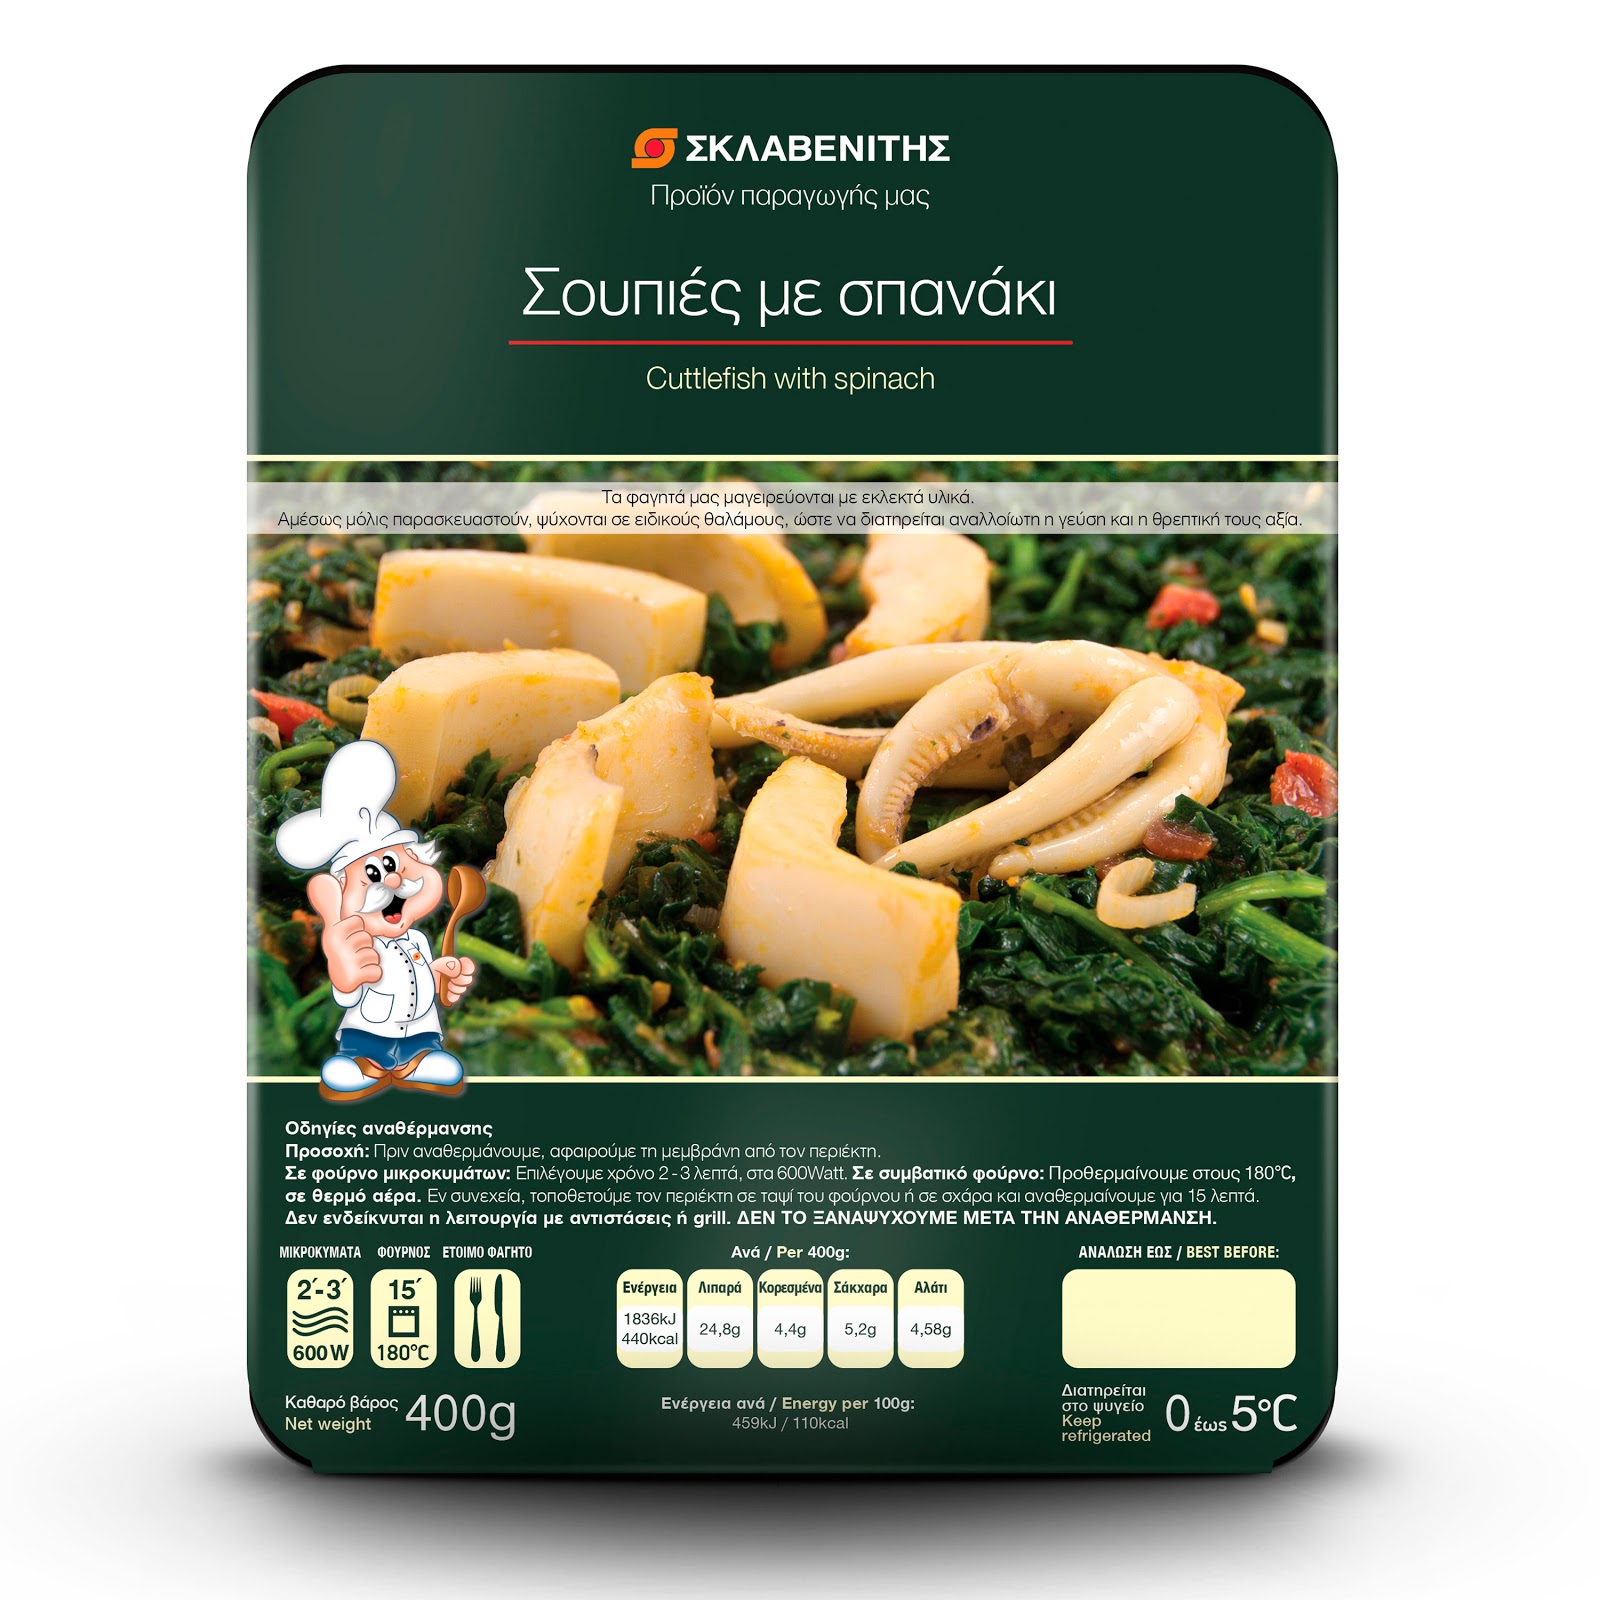 ΣΚΛΑΒΕΝΙΤΗΣ
Προϊόν παραγωγής μας
Σουπιές με σπανάκι
Cuttlefish with spinach
Τα φαγητά μας μαγειρεύονται με εκλεκτά υλικά.
Αμέσως μόλις παρασκευαστούν, ψύχονται σε ειδικούς θαλάμους, ώστε να διατηρείται αναλλοίωτη η γεύση και η θρεπτική τους αξία.
Οδηγίες αναθέρμανσης
Προσοχή: Πριν αναθερμάνουμε, αφαιρούμε τη μεμβράνη από τον περιέκτη.
Σε φούρνο μικροκυμάτων: Επιλέγουμε χρόνο 2 - 3 λεπτά, στα 600Watt. Σε συμβατικό φούρνο: Προθερμαίνουμε στους 180°C,
σε θερμό αέρα. Εν συνεχεία, τοποθετούμε τον περιέκτη σε ταψί του φούρνου ή σε σχάρα και αναθερμαίνουμε για 15 λεπτά.
Δεν ενδείκνυται η λειτουργία με αντιστάσεις ή grill. ΔΕΝ ΤΟ ΞΑΝΑΨΥΧΟΥΜΕ ΜΕΤΑ ΤΗΝ ΑΝΑΘΕΡΜΑΝΣΗ.
ΜΙΚΡΟΚΥΜΑΤΑ ΦΟΥΡΝΟΣ ΕΤΟΙΜΟ ΦΑΓΗΤΟ
2΄-3΄ 15΄
600 W 180°C
Ανά / Per 400g:
Ενέργεια Λιπαρά Κορεσμένα Σάκχαρα Αλάτι
1836kJ
440kcal 24,8g 4,4g 5,2g 4,58g
ΑΝΑΛΩΣΗ ΕΩΣ / BEST BEFORE:
Καθαρό βάρος
Net weight 400g
Ενέργεια ανά / Energy per 100g:
459kJ / 110kcal
Διατηρείται
στο ψυγείο
Keep
refrigerated
0 έως 5°C